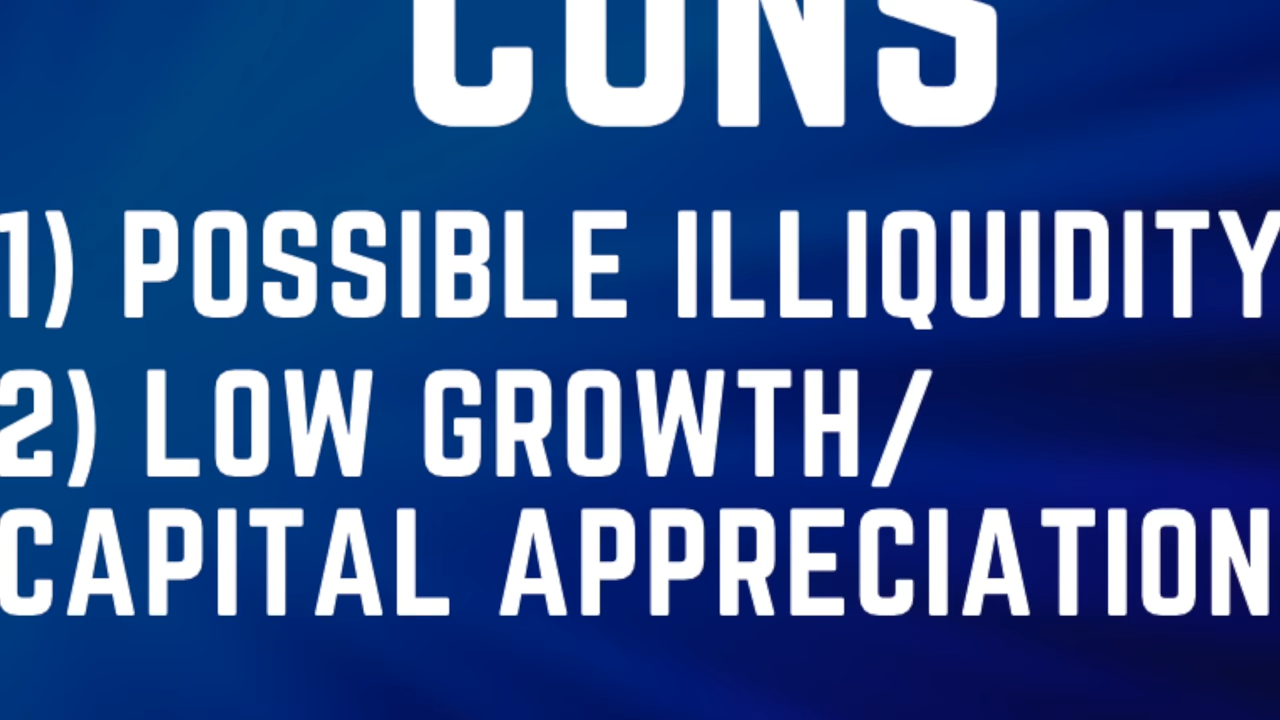 CONS
1) POSSIBLE ILLIQUIDITY
2) LOW GROWTH/
CAPITAL APPRECIATION